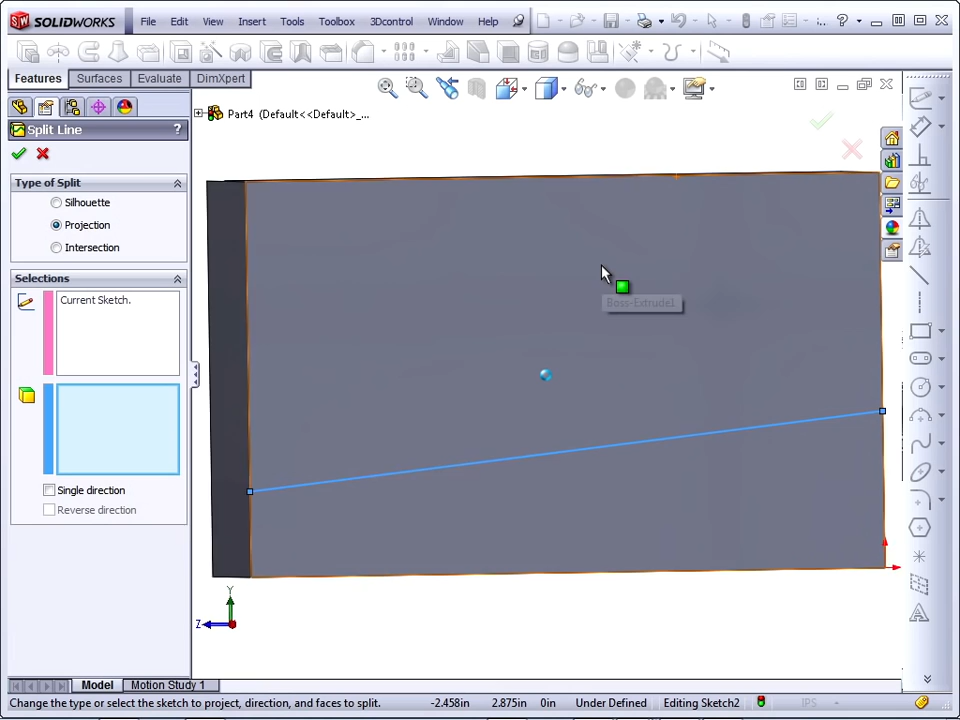 SOLIDWORKS File Edit View Insert Tools Toolbox 3Dcontrol Window Help
Features Surfaces Evaluate DimXpert
Part4 (Default<<Default>_...
Split Line ?
Type of Split
Silhouette
Projection
Intersection
Selections
Current Sketch.
Boss-Extrude1
Single direction
Reverse direction
Y
Z
Model Motion Study 1
Change the type or select the sketch to project, direction, and faces to split. -2.458in 2.875in 0in Under Defined Editing Sketch2 IPS